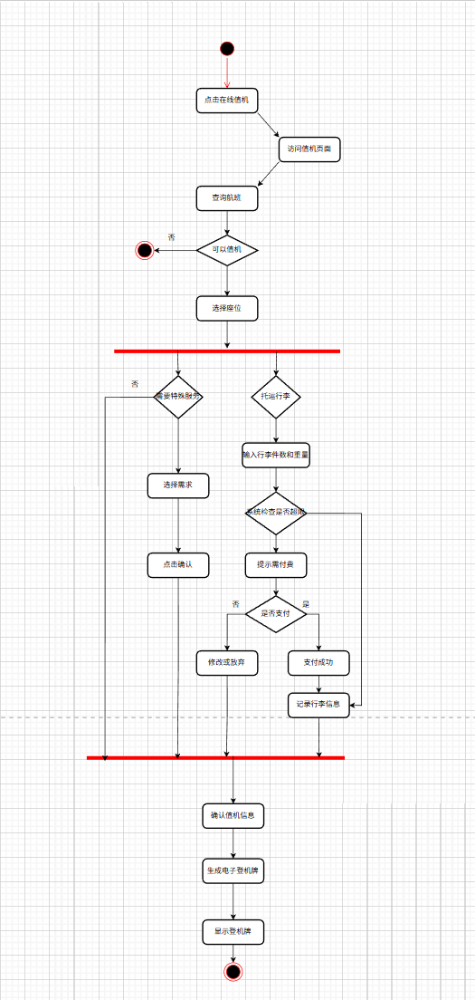 点击在线值机
访问值机页面
查询航班
否
可以值机
选择座位
否
需要特殊服务
托运行李
输入行李件数和重量
选择需求
系统检查是否超限
点击确认
提示需付费
否
是
是否支付
修改或放弃
支付成功
记录行李信息
确认值机信息
生成电子登机牌
显示登机牌